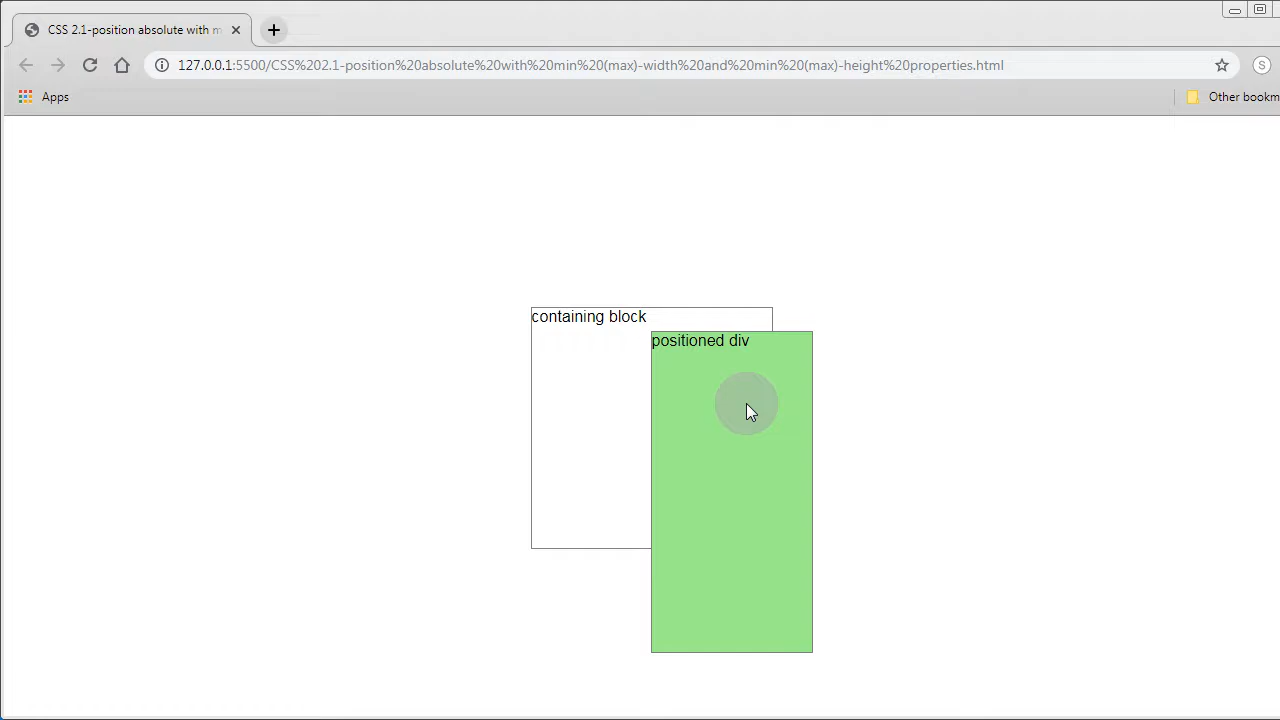 CSS 2.1-position absolute with m
127.0.0.1:5500/CSS%202.1-position%20absolute%20with%20min%20(max)-width%20and%20min%20(max)-height%20properties.html
S
Apps
Other bookm
containing block
positioned div